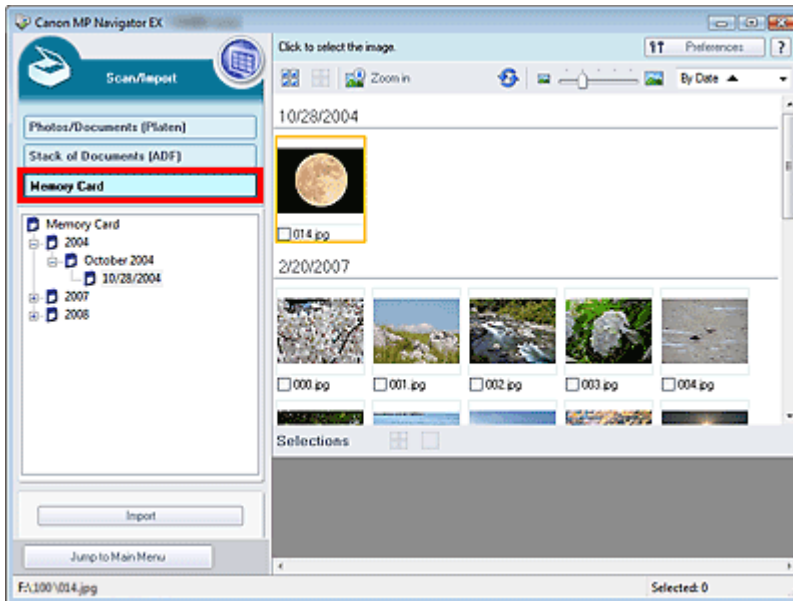 Canon MP Navigator EX
Click to select the image.
Preferences
?
Scan/Import
Zoom in
By Date
Photos/Documents (Platen)
Stack of Documents (ADF)
Memory Card
Memory Card
2004
October 2004
10/28/2004
2007
2008
10/28/2004
014.jpg
2/20/2007
000.jpg
001.jpg
002.jpg
003.jpg
004.jpg
Selections
Import
Jump to Main Menu
F:\100\014.jpg
Selected: 0